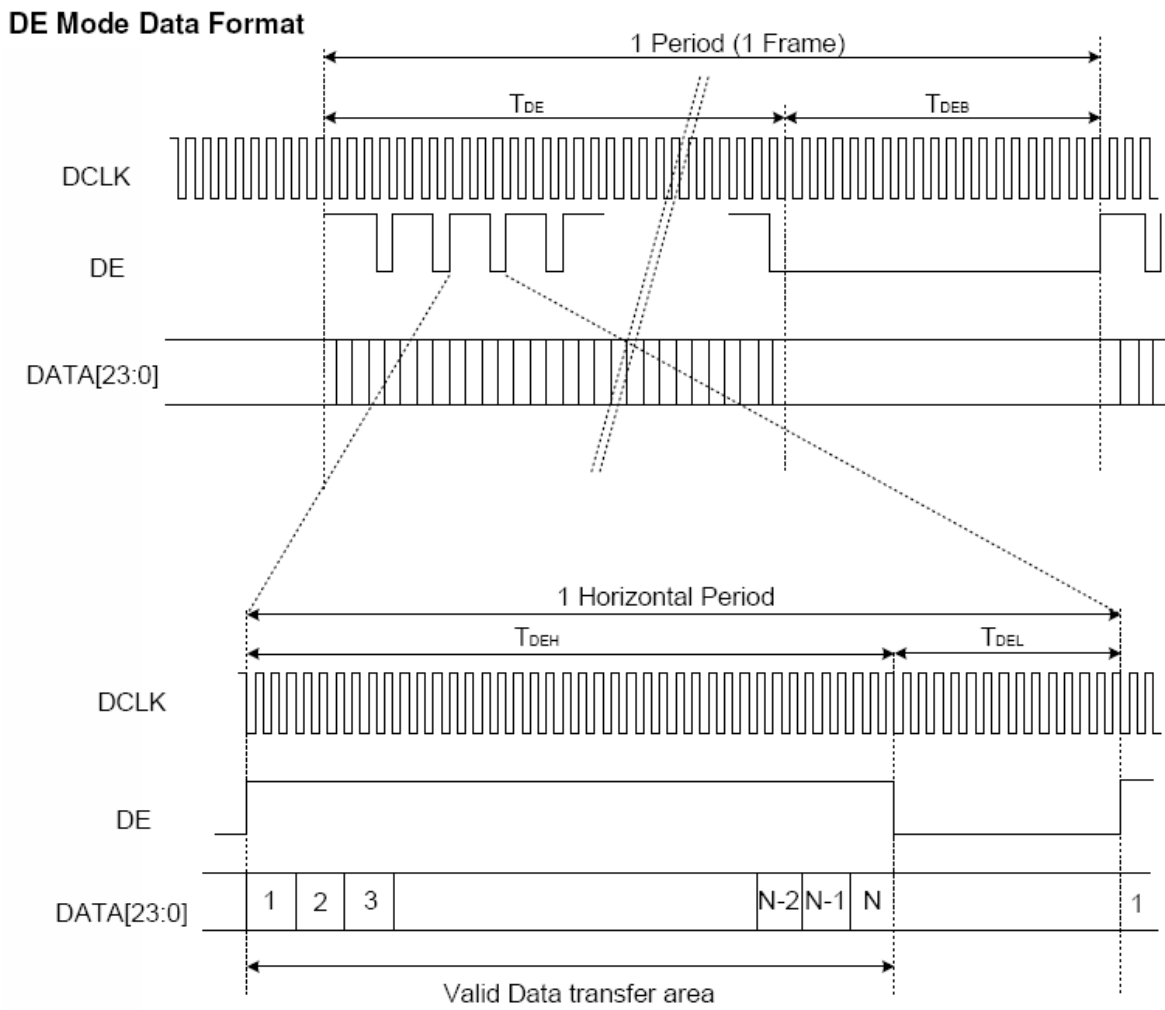 DE Mode Data Format
1 Period (1 Frame)
TDE
TDEB
DCLK
DE
DATA[23:0]
1 Horizontal Period
TDEH
TDEL
DCLK
DE
DATA[23:0]
1 2 3 N-2 N-1 N 1
Valid Data transfer area